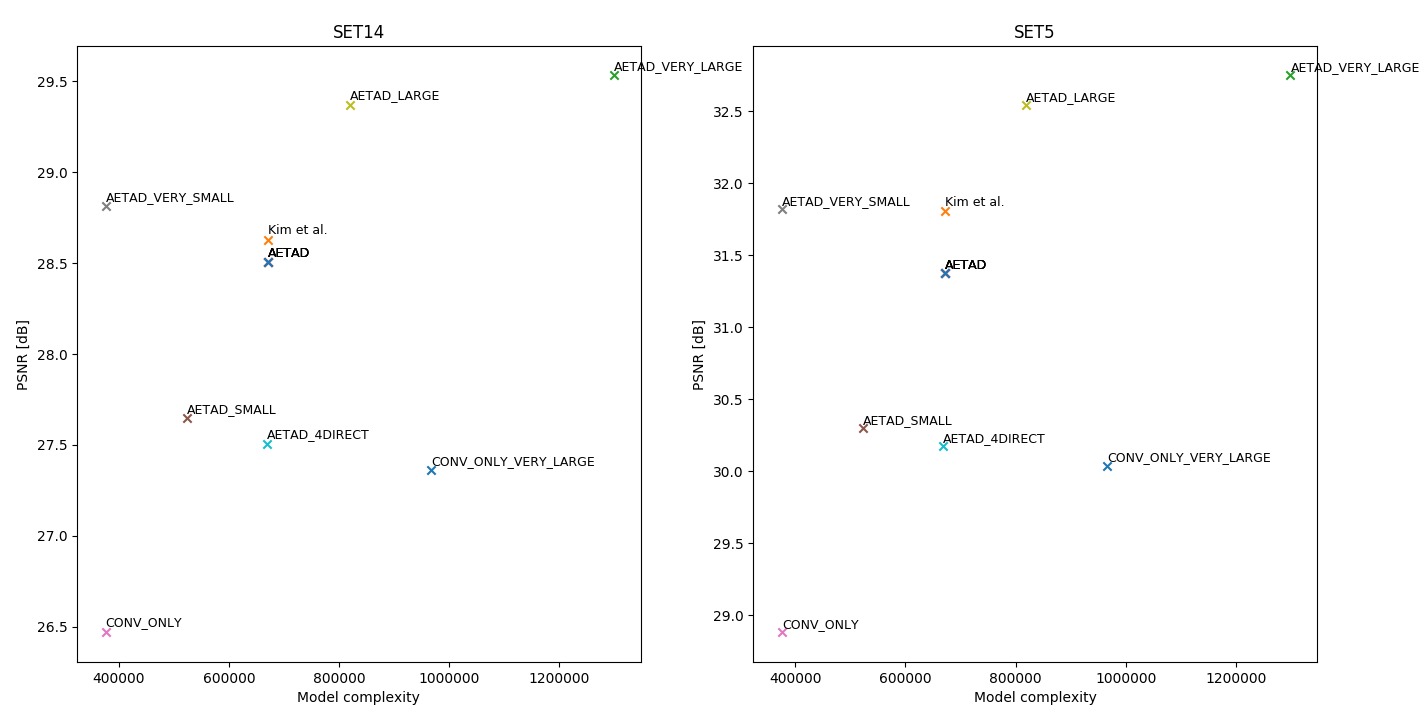 SET14
PSNR [dB]
29.5
29.0
28.5
28.0
27.5
27.0
26.5
AETAD_VERY_LARGE
AETAD_LARGE
AETAD_VERY_SMALL
Kim et al.
AETAD
AETAD_SMALL
AETAD_4DIRECT
CONV_ONLY_VERY_LARGE
CONV_ONLY
400000 600000 800000 1000000 1200000
Model complexity
SET5
PSNR [dB]
32.5
32.0
31.5
31.0
30.5
30.0
29.5
29.0
AETAD_VERY_LARGE
AETAD_LARGE
AETAD_VERY_SMALL
Kim et al.
AETAD
AETAD_SMALL
AETAD_4DIRECT
CONV_ONLY_VERY_LARGE
CONV_ONLY
400000 600000 800000 1000000 1200000
Model complexity